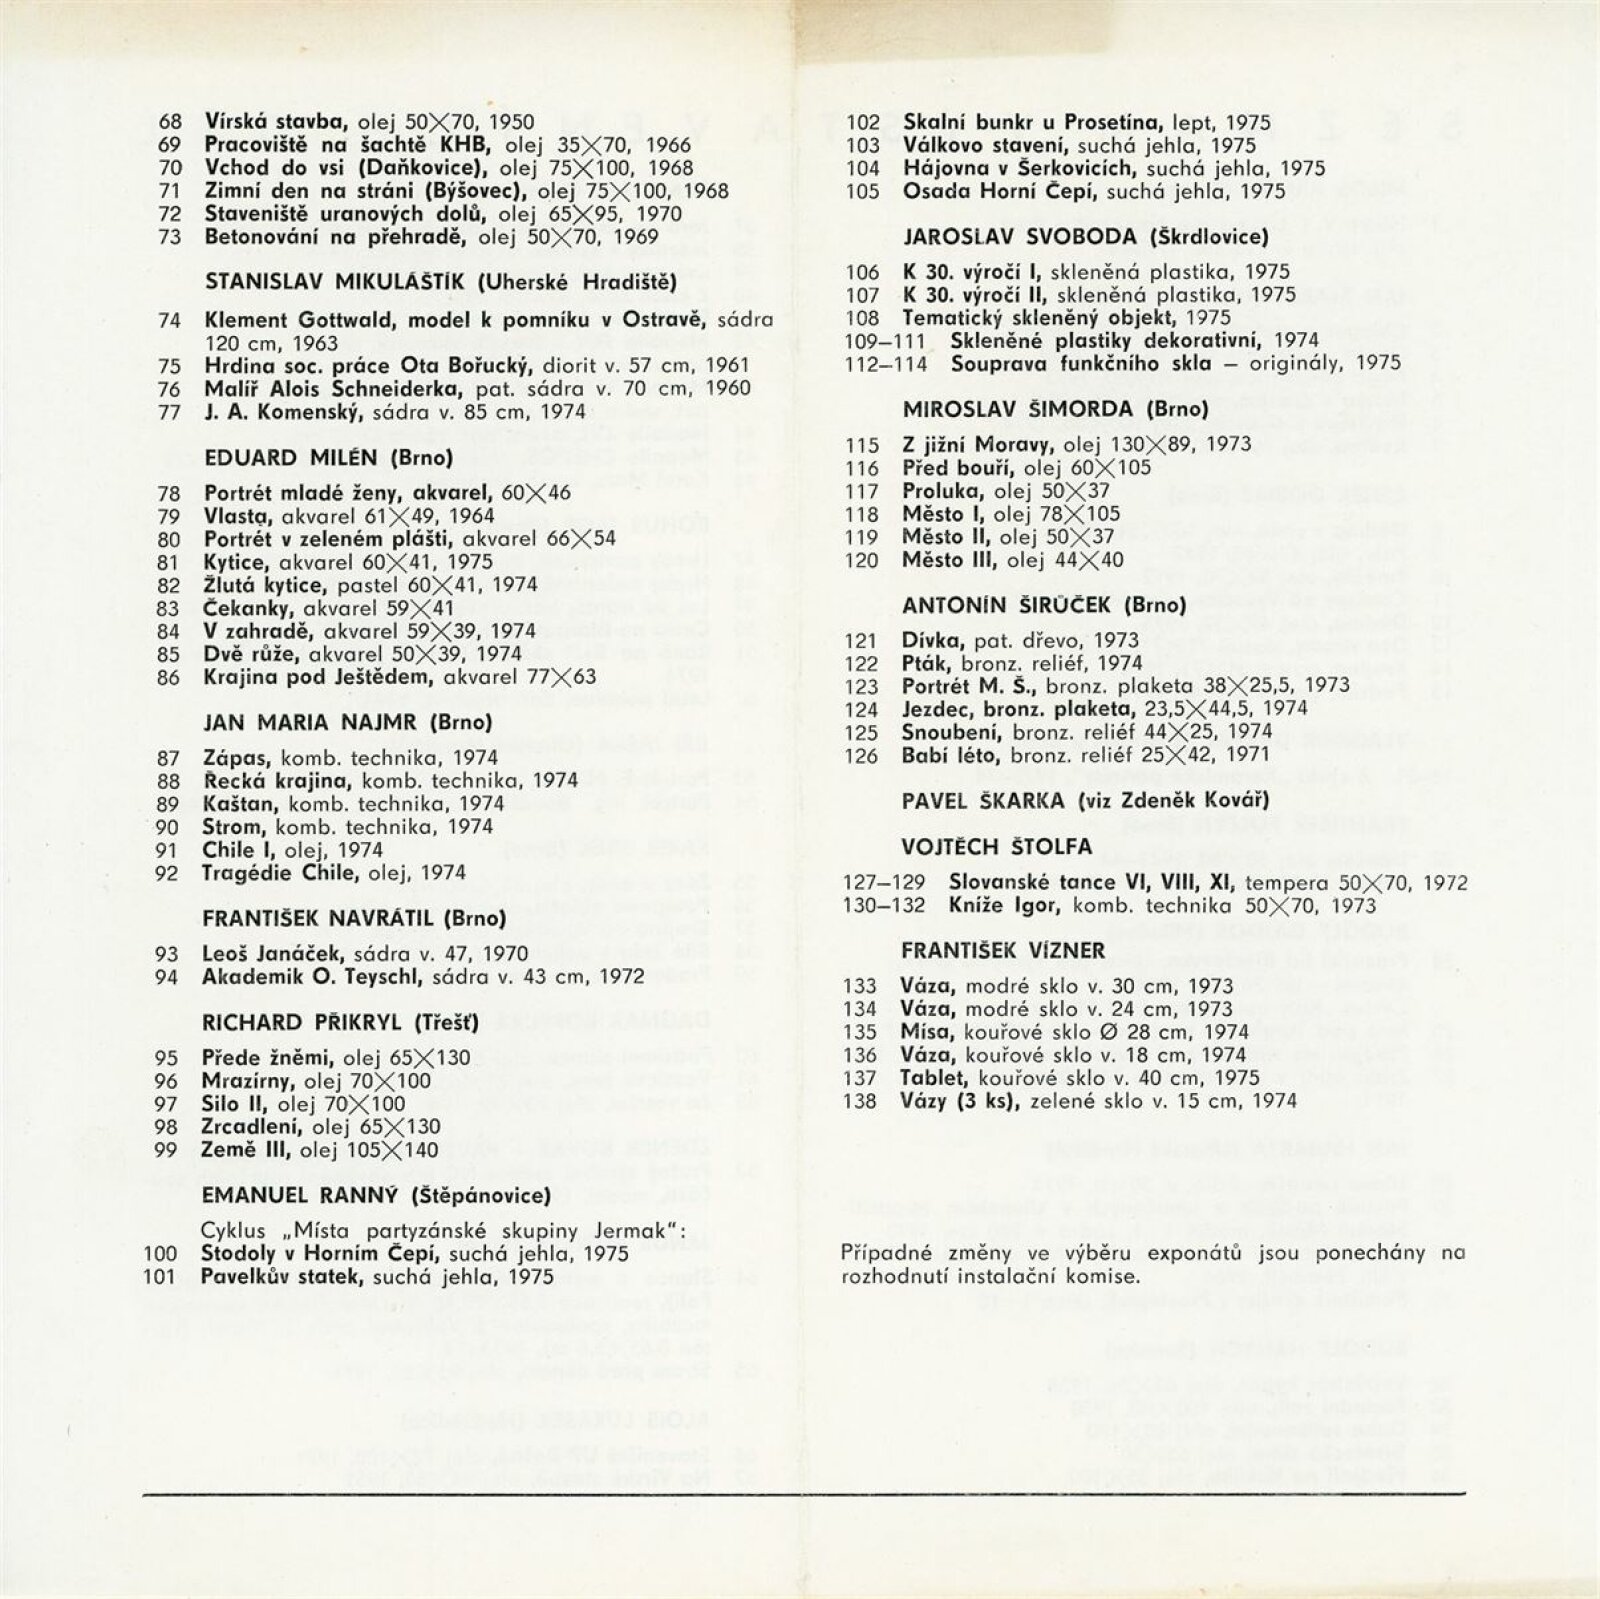 68 Vírská stavba, olej 50×70, 1950
69 Pracoviště na šachtě KHB, olej 35×70, 1966
70 Vchod do vsi (Daňkovice), olej 75×100, 1968
71 Zimní den na stráni (Býšovec), olej 75×100, 1968
72 Staveniště uranových dolů, olej 65×95, 1970
73 Betonování na přehradě, olej 50×70, 1969
STANISLAV MIKULÁŠTÍK (Uherské Hradiště)
74 Klement Gottwald, model k pomníku v Ostravě, sádra
120 cm, 1963
75 Hrdina soc. práce Ota Bořucký, diorit v. 57 cm, 1961
76 Malíř Alois Schneiderka, pat. sádra v. 70 cm, 1960
77 J. A. Komenský, sádra v. 85 cm, 1974
EDUARD MILÉN (Brno)
78 Portrét mladé ženy, akvarel, 60×46
79 Vlasta, akvarel 61×49, 1964
80 Portrét v zeleném plášti, akvarel 66×54
81 Kytice, akvarel 60×41, 1975
82 Žlutá kytice, pastel 60×41, 1974
83 Čekanky, akvarel 59×41
84 V zahradě, akvarel 59×39, 1974
85 Dvě růže, akvarel 50×39, 1974
86 Krajina pod Ještědem, akvarel 77×63
JAN MARIA NAJMR (Brno)
87 Zápas, komb. technika, 1974
88 Řecká krajina, komb. technika, 1974
89 Kaštan, komb. technika, 1974
90 Strom, komb. technika, 1974
91 Chile I, olej, 1974
92 Tragédie Chile, olej, 1974
FRANTIŠEK NAVRÁTIL (Brno)
93 Leoš Janáček, sádra v. 47, 1970
94 Akademik O. Teyschl, sádra v. 43 cm, 1972
RICHARD PŘIKRYL (Třešť)
95 Přede žněmi, olej 65×130
96 Mrazírny, olej 70×100
97 Silo II, olej 70×100
98 Zrcadlení, olej 65×130
99 Země III, olej 105×140
EMANUEL RANNÝ (Štěpánovice)
Cyklus „Místa partyzánské skupiny Jermak":
100 Stodoly v Horním Čepí, suchá jehla, 1975
101 Pavelkův statek, suchá jehla, 1975
102 Skalní bunkr u Prosetína, lept, 1975
103 Válkovo stavení, suchá jehla, 1975
104 Hájovna v Šerkovicích, suchá jehla, 1975
105 Osada Horní Čepí, suchá jehla, 1975
JAROSLAV SVOBODA (Škrdlovice)
106 K 30. výročí I, skleněná plastika, 1975
107 K 30. výročí II, skleněná plastika, 1975
108 Tematický skleněný objekt, 1975
109—111 Skleněné plastiky dekorativní, 1974
112—114 Souprava funkčního skla — originály, 1975
MIROSLAV ŠIMORDA (Brno)
115 Z jižní Moravy, olej 130×89, 1973
116 Před bouří, olej 60×105
117 Proluka, olej 50×37
118 Město I, olej 78×105
119 Město II, olej 50×37
120 Město III, olej 44×40
ANTONÍN ŠIRŮČEK (Brno)
121 Dívka, pat. dřevo, 1973
122 Pták, bronz. reliéf, 1974
123 Portrét M. Š., bronz. plaketa 38×25,5, 1973
124 Jezdec, bronz. plaketa, 23,5×44,5, 1974
125 Snoubení, bronz. reliéf 44×25, 1974
126 Babí léto, bronz. reliéf 25×42, 1971
PAVEL ŠKARKA (viz Zdeněk Kovář)
VOJTĚCH ŠTOLFA
127—129 Slovanské tance VI, VIII, XI, tempera 50×70, 1972
130—132 Kníže Igor, komb. technika 50×70, 1973
FRANTIŠEK VÍZNER
133 Váza, modré sklo v. 30 cm, 1973
134 Váza, modré sklo v. 24 cm, 1973
135 Mísa, kouřové sklo Ø 28 cm, 1974
136 Váza, kouřové sklo v. 18 cm, 1974
137 Tablet, kouřové sklo v. 40 cm, 1975
138 Vázy (3 ks), zelené sklo v. 15 cm, 1974
Případné změny ve výběru exponátů jsou ponechány na
rozhodnutí instalační komise.